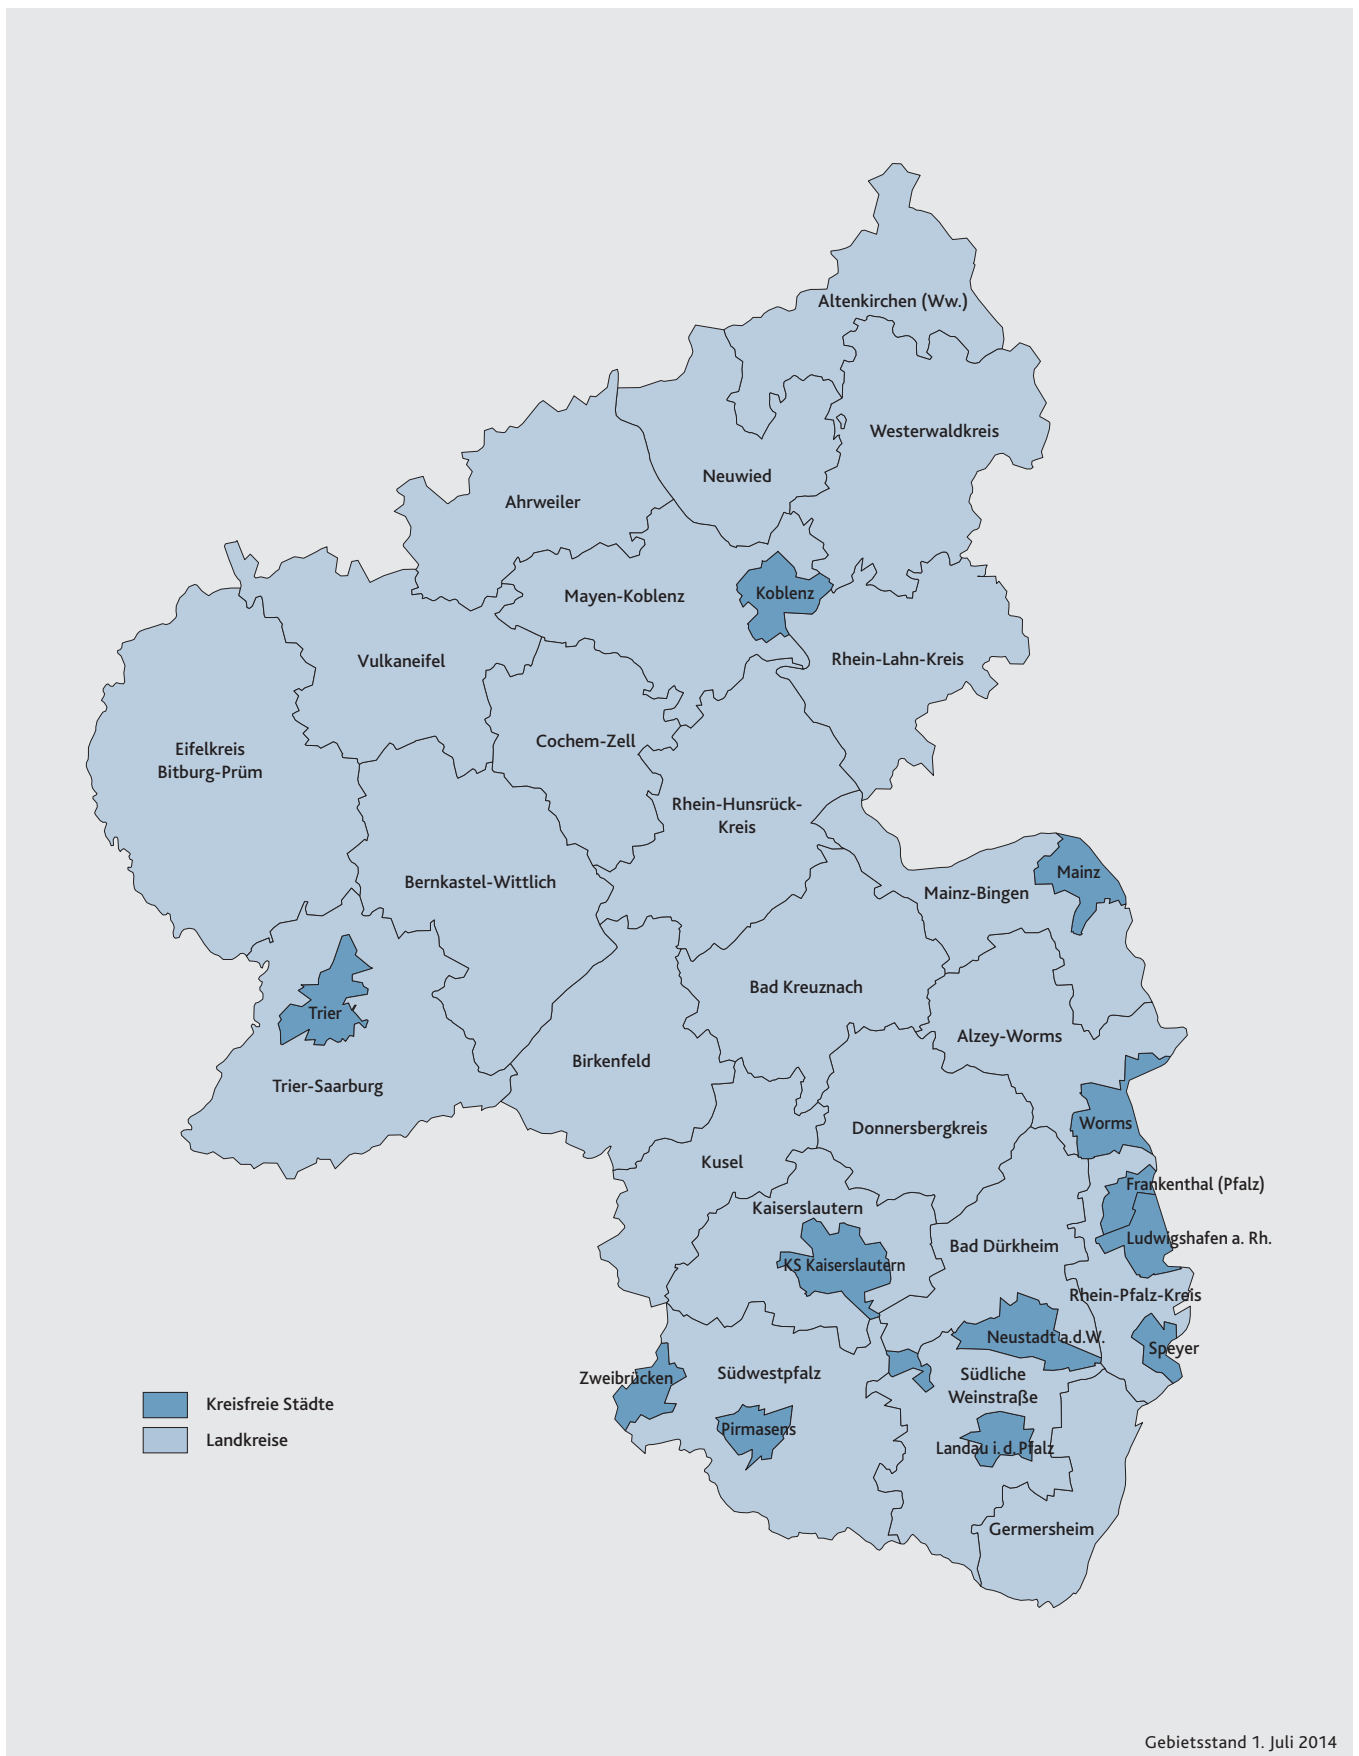 Altenkirchen (Ww.)
Westerwaldkreis
Neuwied
Ahrweiler
Mayen-Koblenz
Koblenz
Vulkaneifel
Rhein-Lahn-Kreis
Cochem-Zell
Eifelkreis
Bitburg-Prüm
Rhein-Hunsrück-
Kreis
Mainz
Bernkastel-Wittlich
Mainz-Bingen
Bad Kreuznach
Trier
Alzey-Worms
Birkenfeld
Trier-Saarburg
Worms
Donnersbergkreis
Kusel
Frankenthal (Pfalz)
Kaiserslautern
Ludwigshafen a. Rh.
Bad Dürkheim
KS Kaiserslautern
Rhein-Pfalz-Kreis
Neustadt a.d.W.
Speyer
Zweibrücken
Südwestpfalz
Südliche
Weinstraße
Pirmasens
Landau i. d. Pfalz
Germersheim
Kreisfreie Städte
Landkreise
Gebietsstand 1. Juli 2014